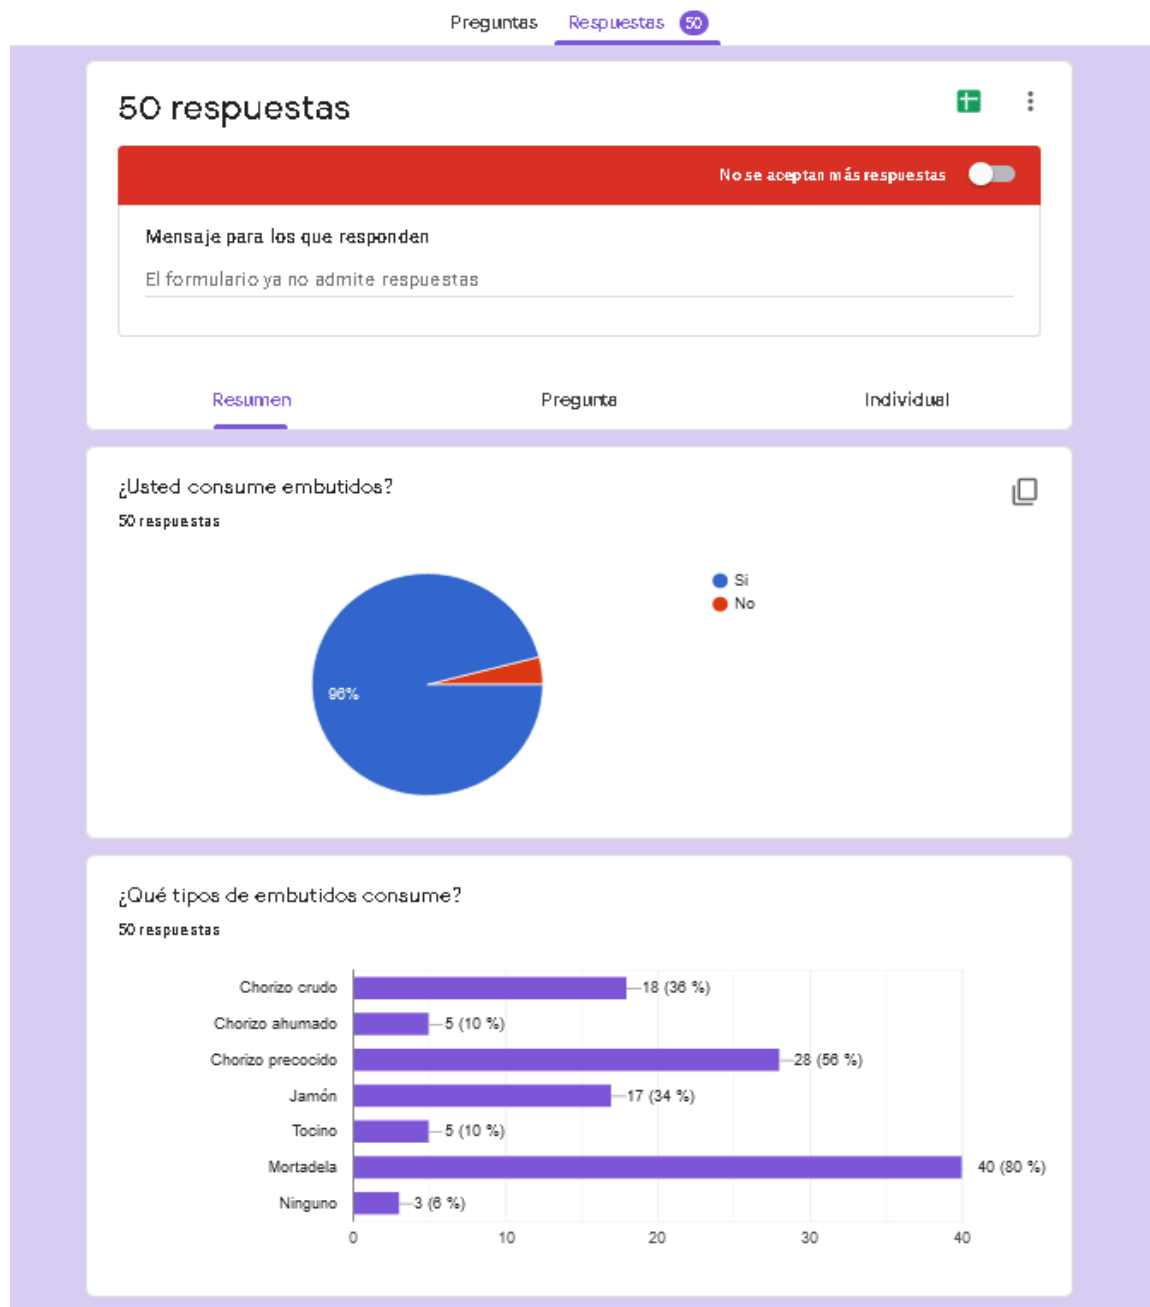 Preguntas Respuestas 50
50 respuestas
No se aceptan más respuestas
Mensaje para los que responden
El formulario ya no admite respuestas
Resumen Pregunta Individual
¿Usted consume embutidos?
50 respuestas
Si
No
96%
¿Qué tipos de embutidos consume?
50 respuestas
Chorizo crudo 18 (36 %)
Chorizo ahumado 5 (10 %)
Chorizo precocido 28 (56 %)
Jamón 17 (34 %)
Tocino 5 (10 %)
Mortadela 40 (80 %)
Ninguno 3 (6 %)
0 10 20 30 40